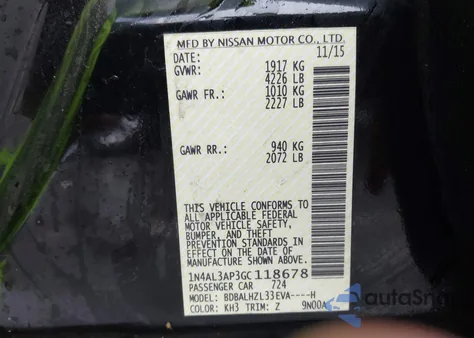 MFD BY NISSAN MOTOR CO., LTD.
DATE: 11/15
GVWR: 1917 KG
4226 LB
GAWR FR.: 1010 KG
2227 LB
GAWR RR.: 940 KG
2072 LB
THIS VEHICLE CONFORMS TO
ALL APPLICABLE FEDERAL
MOTOR VEHICLE SAFETY,
BUMPER, AND THEFT
PREVENTION STANDARDS IN
EFFECT ON THE DATE OF
MANUFACTURE SHOWN ABOVE.
1N4AL3AP3GC118678
PASSENGER CAR 724
MODEL: BDBALHZL33EVA----H
COLOR: KH3 TRIM: Z 9N00A